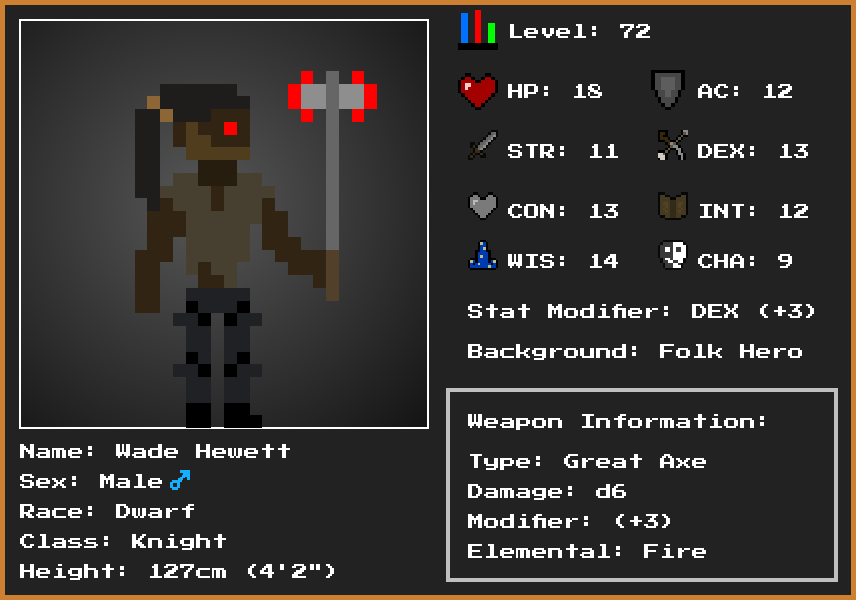 Level: 72
HP: 18
AC: 12
STR: 11
DEX: 13
CON: 13
INT: 12
WIS: 14
CHA: 9
Stat Modifier: DEX (+3)
Background: Folk Hero
Weapon Information:
Type: Great Axe
Damage: d6
Modifier: (+3)
Elemental: Fire
Name: Wade Hewett
Sex: Male ♂
Race: Dwarf
Class: Knight
Height: 127cm (4'2")